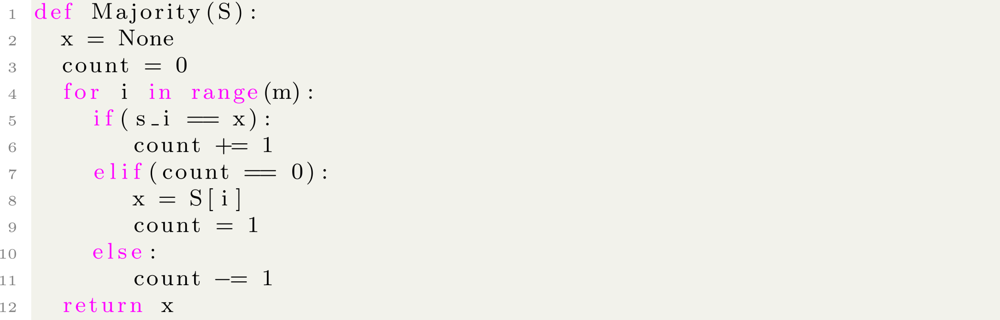 1 def Majority(S):
2 x = None
3 count = 0
4 for i in range(m):
5 if(s_i == x):
6 count += 1
7 elif(count == 0):
8 x = S[i]
9 count = 1
10 else:
11 count -= 1
12 return x